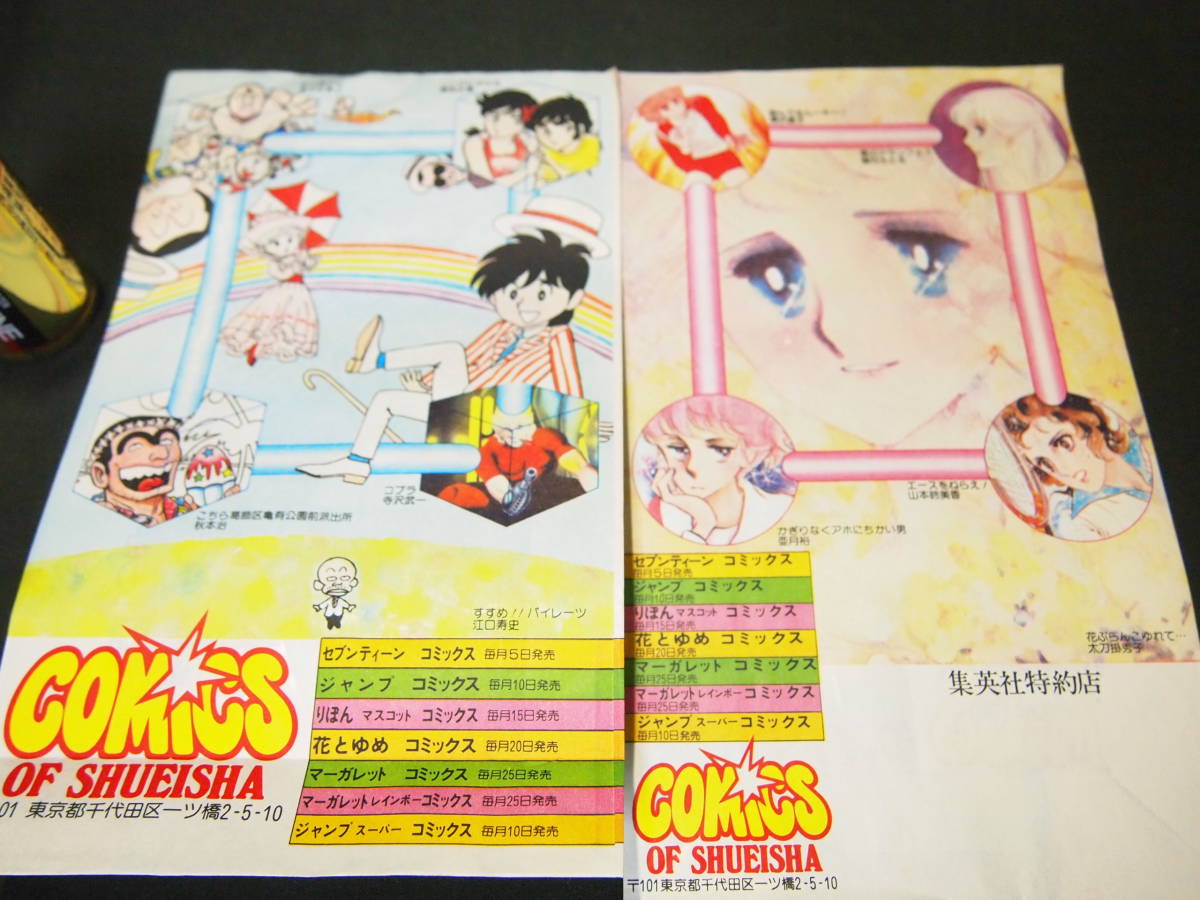 コブラ
寺沢武一
こちら葛飾区亀有公園前派出所
秋本治
すすめ!!パイレーツ
江口寿史
COMICS
OF SHUEISHA
01 東京都千代田区一ツ橋2-5-10
セブンティーン コミックス 毎月5日発売
ジャンプ コミックス 毎月10日発売
りぼん マスコット コミックス 毎月15日発売
花とゆめ コミックス 毎月20日発売
マーガレット コミックス 毎月25日発売
マーガレットレインボーコミックス 毎月25日発売
ジャンプスーパー コミックス 毎月10日発売
エースをねらえ!
山本鈴美香
かぎりなくアホにちかい男
亜月裕
花ぶらんこゆれて…
太刀掛秀子
セブンティーン コミックス
毎月5日発売
ジャンプ コミックス
毎月10日発売
りぼん マスコット コミックス
毎月15日発売
花とゆめ コミックス
毎月20日発売
マーガレット コミックス
毎月25日発売
マーガレットレインボーコミックス
毎月25日発売
ジャンプスーパー コミックス
毎月10日発売
集英社特約店
COMICS
OF SHUEISHA
〒101東京都千代田区一ツ橋2-5-10